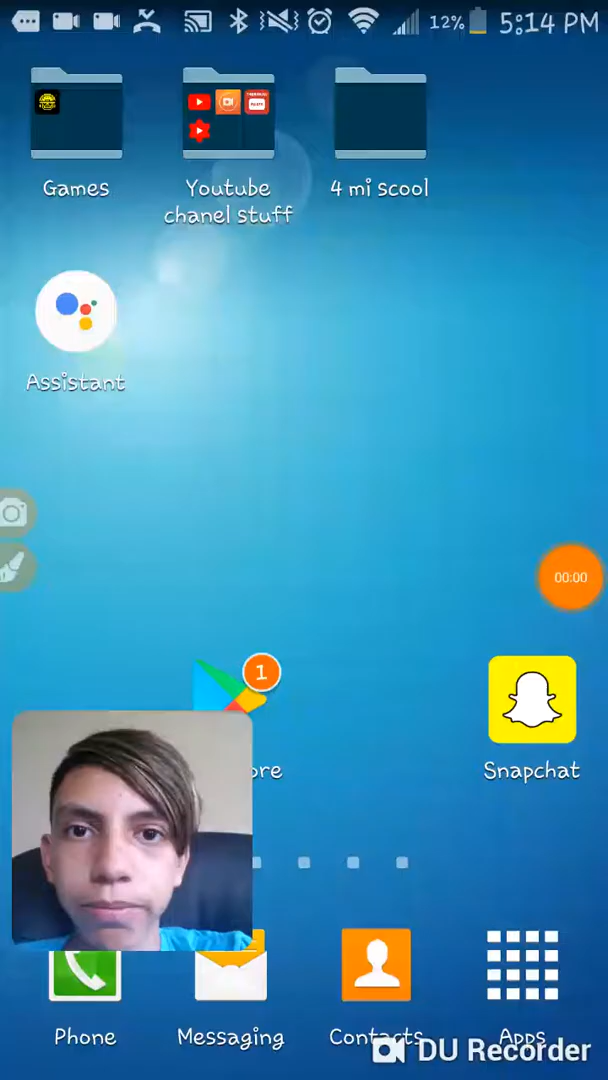 12% 5:14 PM
Games Youtube chanel stuff 4 mi scool
Assistant
00:00
1
ore Snapchat
Phone Messaging Contacts Apps
DU Recorder